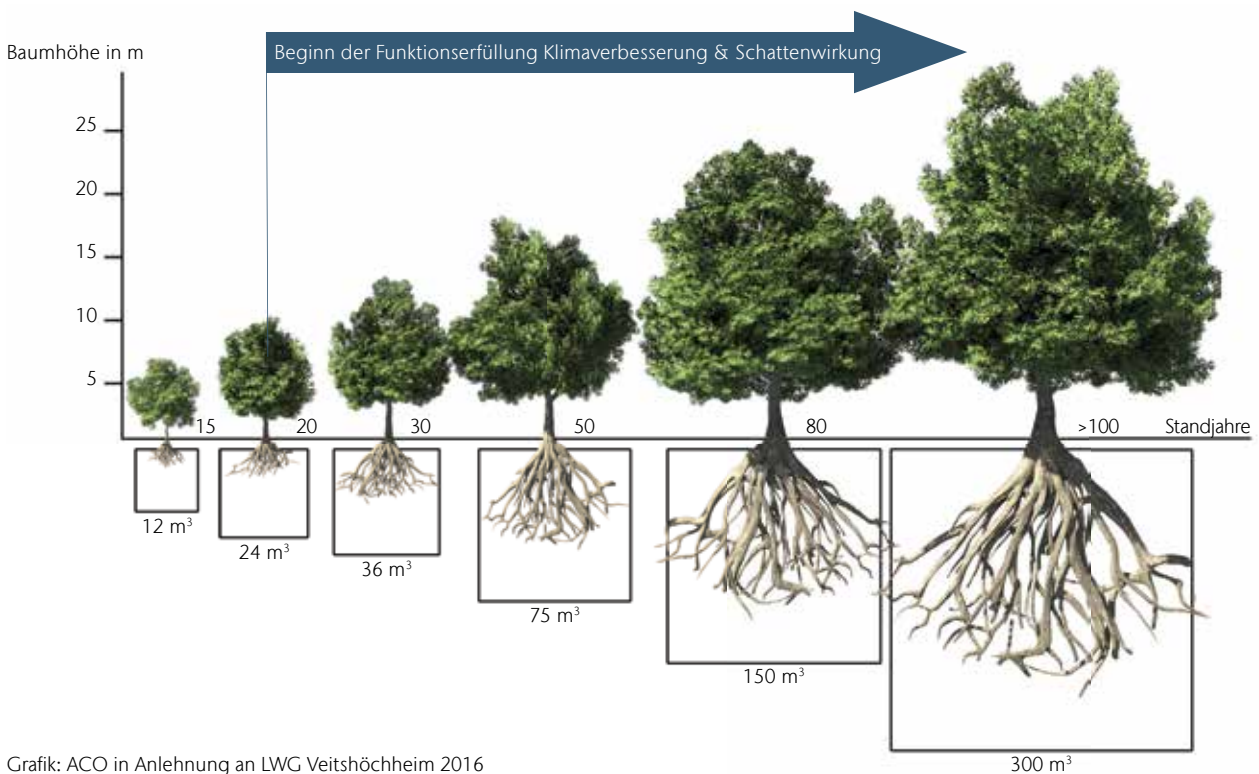 Baumhöhe in m
Beginn der Funktionserfüllung Klimaverbesserung & Schattenwirkung
25
20
15
10
5
15 20 30 50 80 >100 Standjahre
12 m³
24 m³
36 m³
75 m³
150 m³
300 m³
Grafik: ACO in Anlehnung an LWG Veitshöchheim 2016